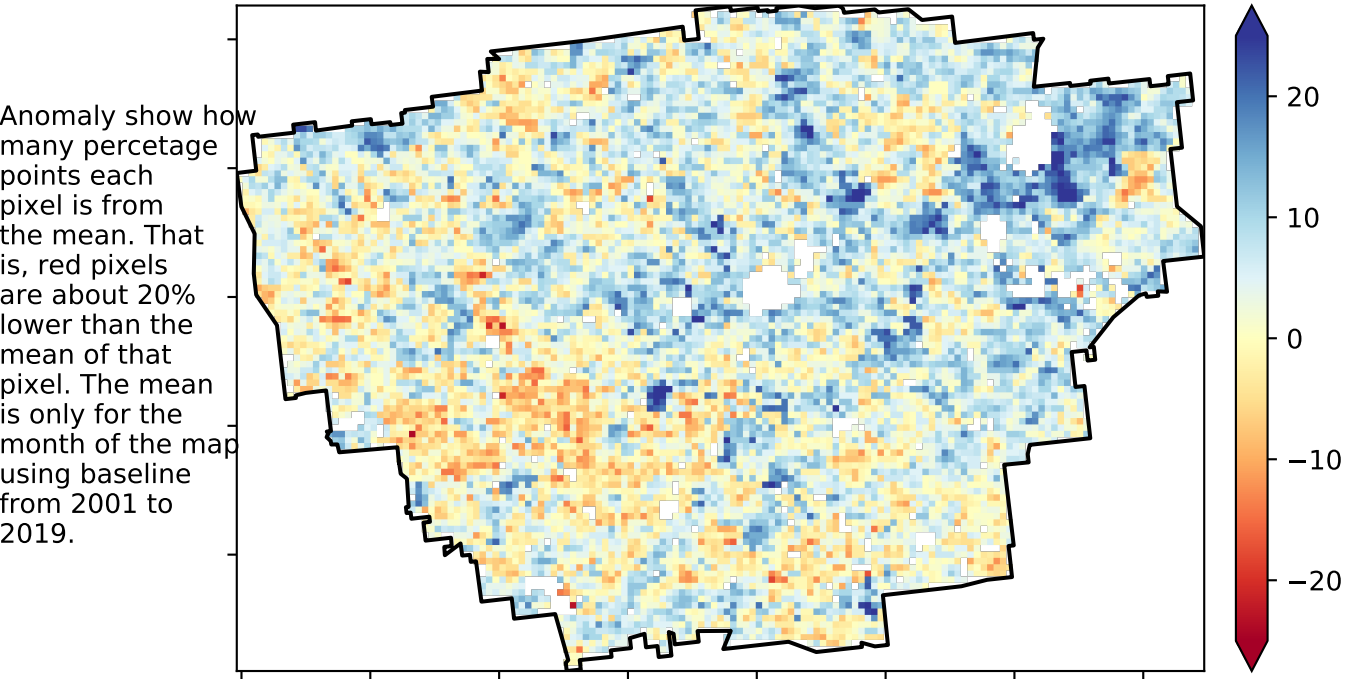 Anomaly show how
many percetage
points each
pixel is from
the mean. That
is, red pixels
are about 20%
lower than the
mean of that
pixel. The mean
is only for the
month of the map
using baseline
from 2001 to
2019.
20
10
0
−10
−20